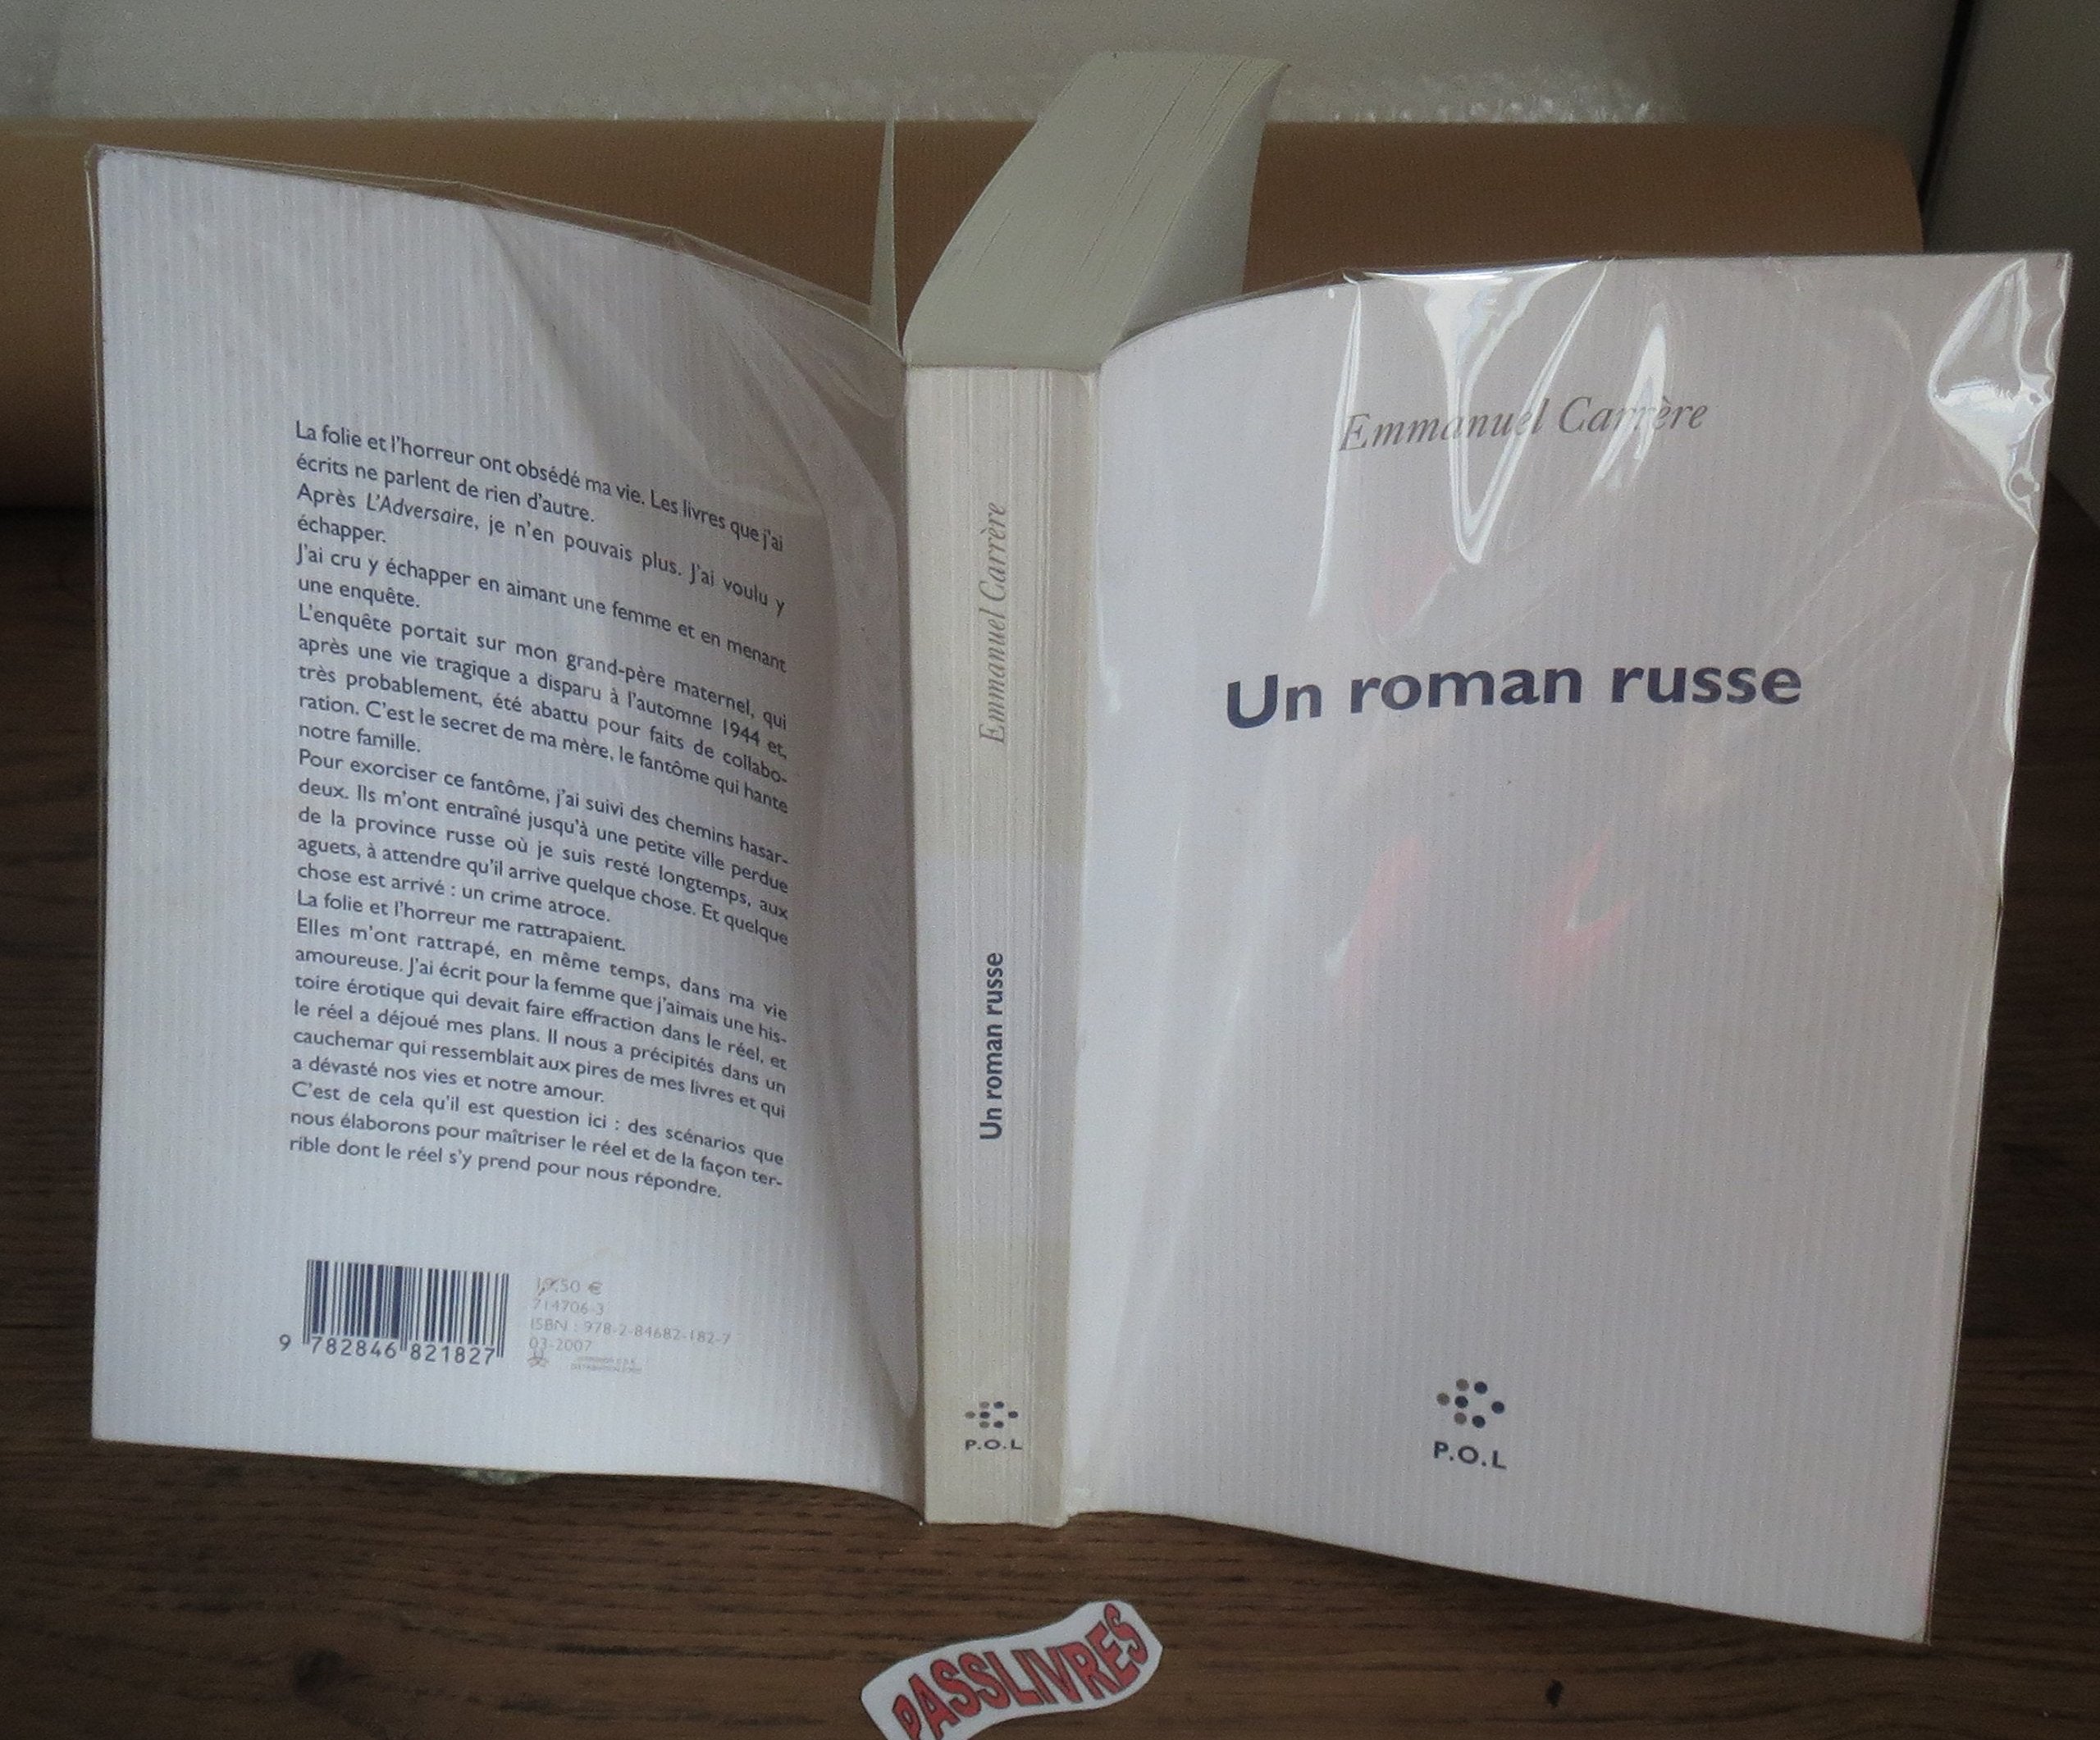 La folie et l'horreur ont obsédé ma vie. Les livres que j'ai
écrits ne parlent de rien d'autre.
Après L'Adversaire, je n'en pouvais plus. J'ai voulu y
échapper.
J'ai cru y échapper en aimant une femme et en menant
une enquête.
L'enquête portait sur mon grand-père maternel, qui
après une vie tragique a disparu à l'automne 1944 et,
très probablement, été abattu pour faits de collabo-
ration. C'est le secret de ma mère, le fantôme qui hante
notre famille.
Pour exorciser ce fantôme, j'ai suivi des chemins hasar-
deux. Ils m'ont entraîné jusqu'à une petite ville perdue
de la province russe où je suis resté longtemps, aux
aguets, à attendre qu'il arrive quelque chose. Et quelque
chose est arrivé : un crime atroce.
La folie et l'horreur me rattrapaient.
Elles m'ont rattrapé, en même temps, dans ma vie
amoureuse. J'ai écrit pour la femme que j'aimais une his-
toire érotique qui devait faire effraction dans le réel, et
le réel a déjoué mes plans. Il nous a précipités dans un
cauchemar qui ressemblait aux pires de mes livres et qui
a dévasté nos vies et notre amour.
C'est de cela qu'il est question ici : des scénarios que
nous élaborons pour maîtriser le réel et de la façon ter-
rible dont le réel s'y prend pour nous répondre.
9 782846 821827
19,50 €
714706-3
ISBN : 978-2-84682-182-7
03-2007
Emmanuel Carrère
Un roman russe
P.O.L
Emmanuel Carrère
Un roman russe
P.O.L
PASSLIVRES